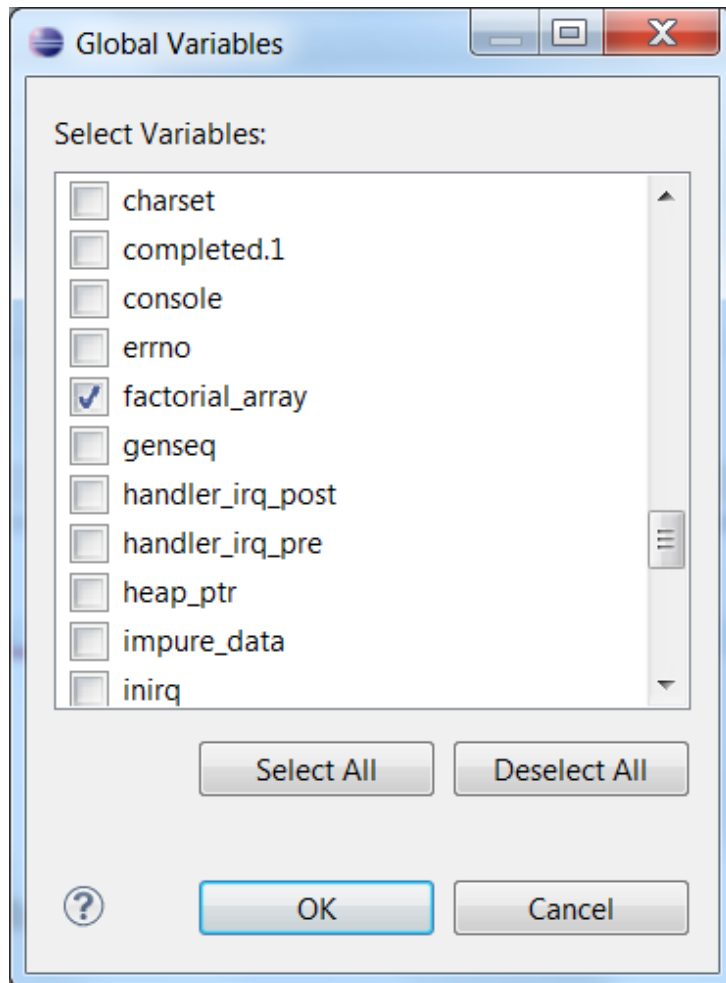 Global Variables
Select Variables:
charset
completed.1
console
errno
factorial_array
genseq
handler_irq_post
handler_irq_pre
heap_ptr
impure_data
inirq
Select All Deselect All
OK Cancel